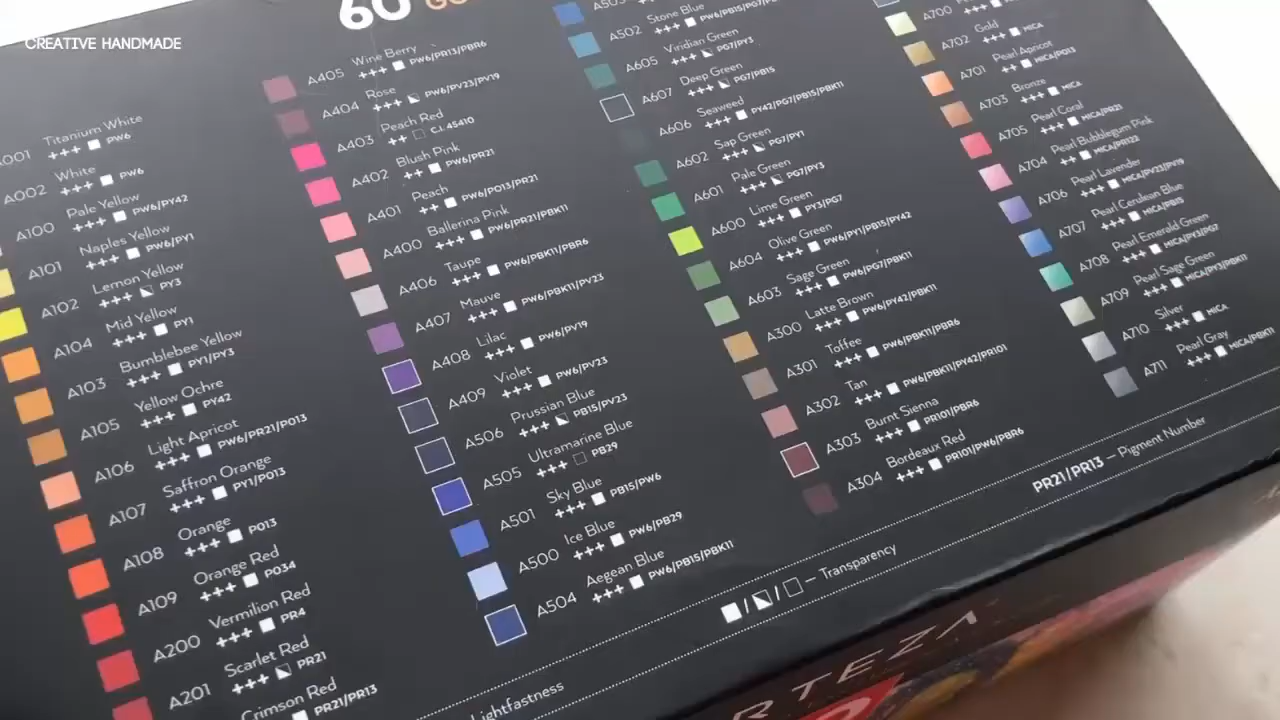 CREATIVE HANDMADE
60 GO
Titanium White
+++ PW6
A002 White
+++ PW6
A100 Pale Yellow
+++ PW6/PY42
A101 Naples Yellow
+++ PW6/PY1
A102 Lemon Yellow
+++ PY3
A104 Mid Yellow
+++ PY1
A103 Bumblebee Yellow
+++ PY1/PY3
A105 Yellow Ochre
+++ PY42
A106 Light Apricot
+++ PW6/PR21/PO13
A107 Saffron Orange
+++ PY1/PO13
A108 Orange
+++ PO13
A109 Orange Red
+++ PO34
A200 Vermilion Red
+++ PR4
A201 Scarlet Red
+++ PR21
Crimson Red
PR21/PR13
A405 Wine Berry
+++ PW6/PR13/PBR6
A404 Rose
+++ PW6/PV23/PV19
A403 Peach Red
++ C.I. 45410
A402 Blush Pink
++ PW6/PR21
A401 Peach
++ PW6/PO13/PR21
A400 Ballerina Pink
+++ PW6/PR21/PBK11
A406 Taupe
+++ PW6/PBK11/PBR6
A407 Mauve
+++ PW6/PBK11/PV23
A408 Lilac
+++ PW6/PV19
A409 Violet
+++ PW6/PV23
A506 Prussian Blue
+++ PB15/PV23
A505 Ultramarine Blue
+++ PB29
A501 Sky Blue
+++ PB15/PW6
A500 Ice Blue
+++ PW6/PB29
A504 Aegean Blue
+++ PW6/PB15/PBK11
A502 Stone Blue
+++ PW6/PB15/PG7/
A605 Viridian Green
+++ PG7/PY3
A607 Deep Green
+++ PG7/PB15
A606 Seaweed
+++ PY42/PG7/PB15/PBK11
A602 Sap Green
+++ PG7/PY1
A601 Pale Green
+++ PG7/PY3
A600 Lime Green
+++ PY3/PG7
A604 Olive Green
+++ PW6/PY1/PB15/PY42
A603 Sage Green
+++ PW6/PG7/PBK11
A300 Latte Brown
+++ PW6/PY42/PBK11
A301 Toffee
+++ PW6/PBK11/PBR6
A302 Tan
+++ PW6/PBK11/PY42/PR101
A303 Burnt Sienna
+++ PR101/PBR6
A304 Bordeaux Red
+++ PR101/PW6/PBR6
A700
A702 Gold
+++ MICA
A701 Pearl Apricot
++ MICA/PO13
A703 Bronze
+++ MICA
A705 Pearl Coral
+++ MICA/PR21
A704 Pearl Bubblegum Pink
++ MICA/PR122
A706 Pearl Lavender
+++ MICA/PV23/PV19
A707 Pearl Cerulean Blue
+++ MICA/PB15
A708 Pearl Emerald Green
+++ MICA/PY3/PG7
A709 Pearl Sage Green
+++ MICA/PY3/PBK11
A710 Silver
+++ MICA
A711 Pearl Gray
+++ MICA/PBK11
Lightfastness
/ / — Transparency
PR21/PR13 — Pigment Number
RTEZA